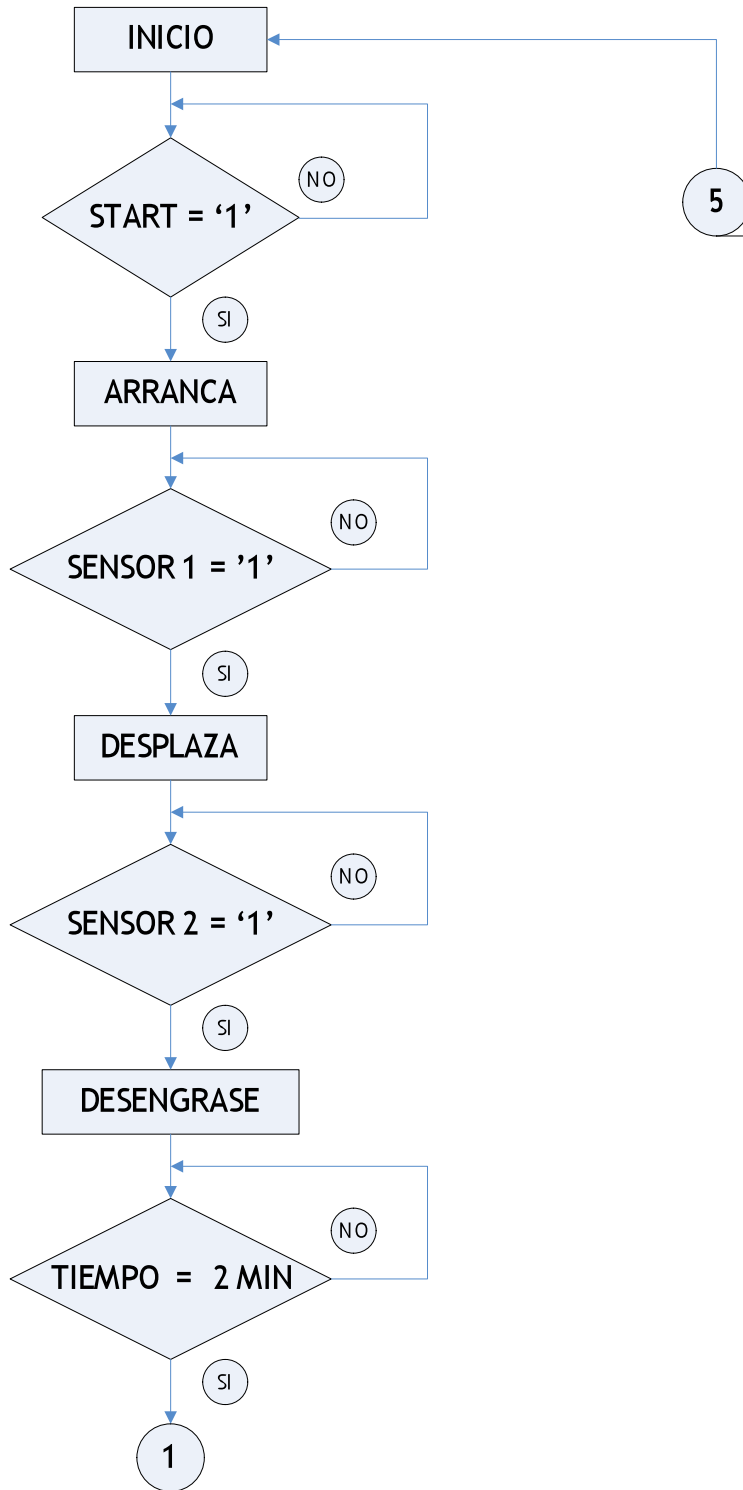 INICIO
NO
5
START = ‘1’
SI
ARRANCA
NO
SENSOR 1 = ’1’
SI
DESPLAZA
NO
SENSOR 2 = ‘1’
SI
DESENGRASE
NO
TIEMPO = 2 MIN
SI
1